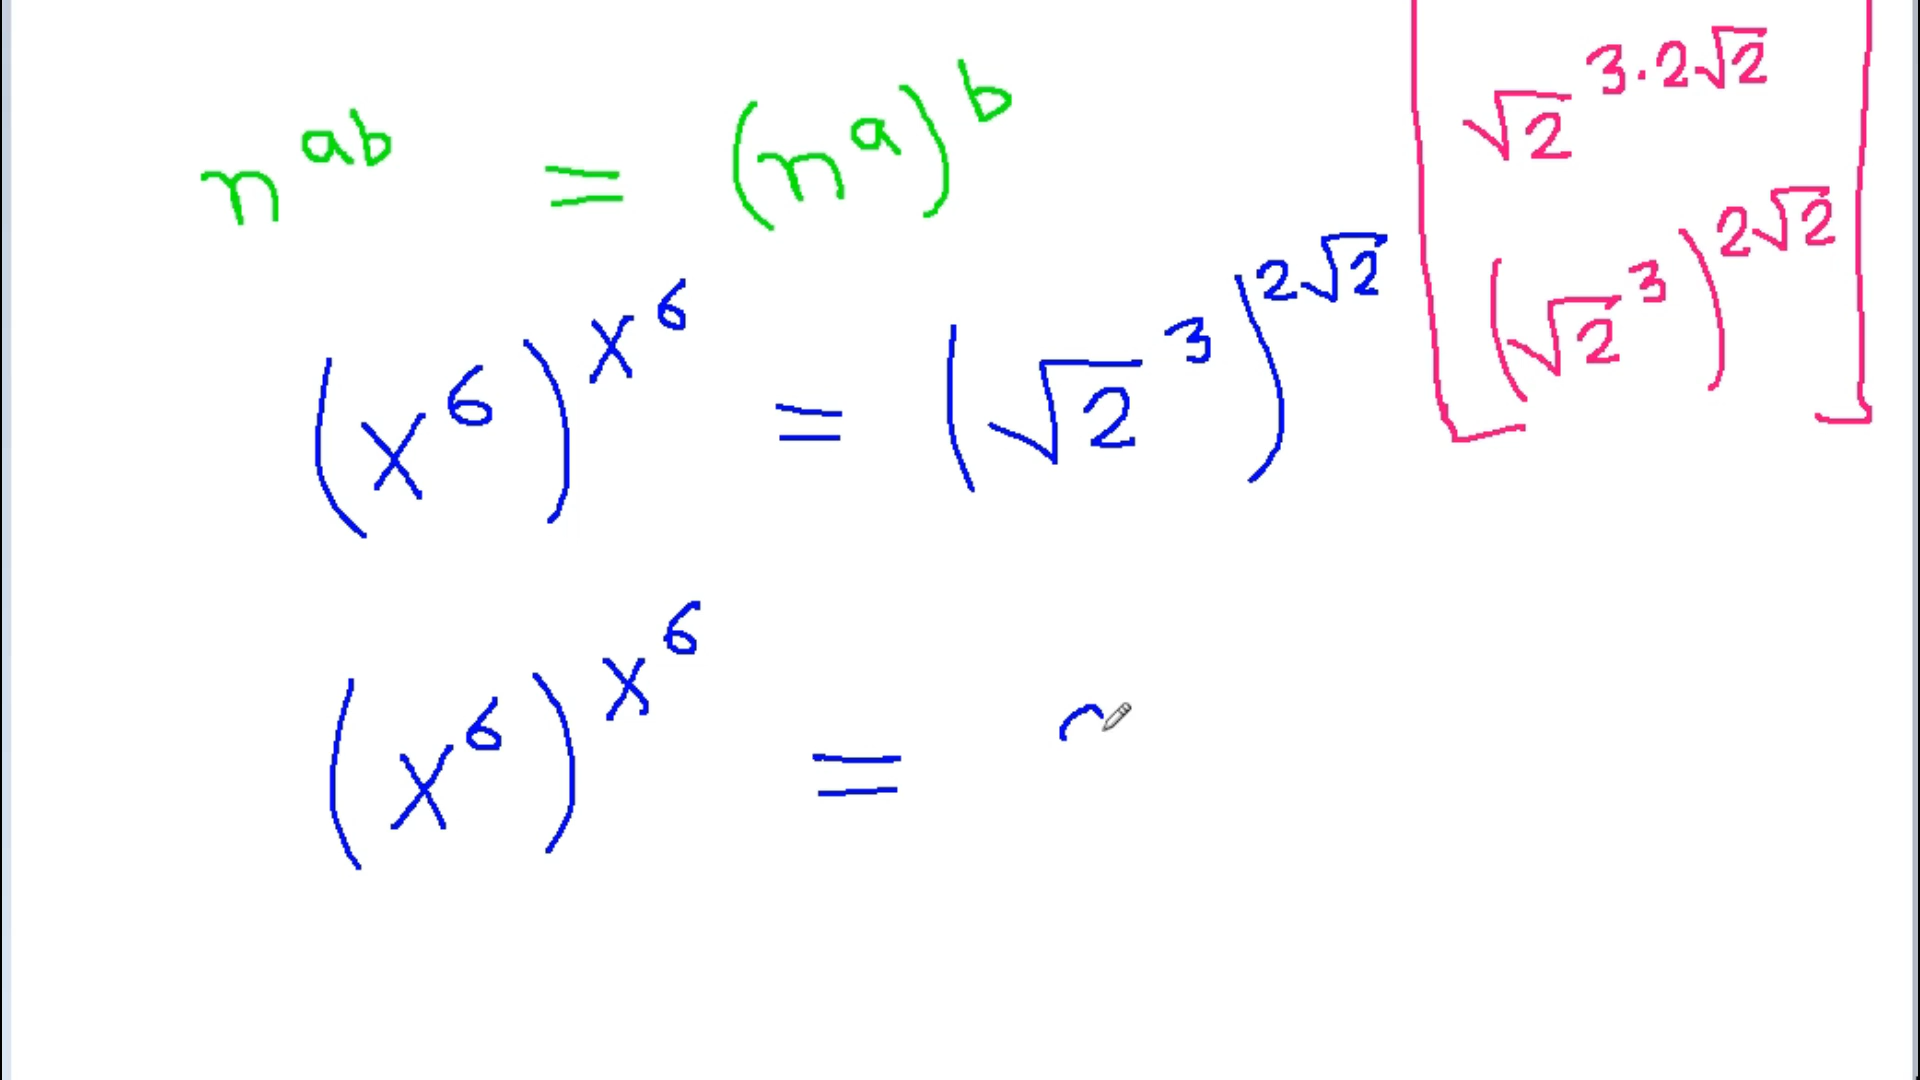 n^{ab} = (n^a)^b
√2^{3·2√2}
(√2^3)^{2√2}
(x^6)^{x^6} = (√2^3)^{2√2}
(x^6)^{x^6} =